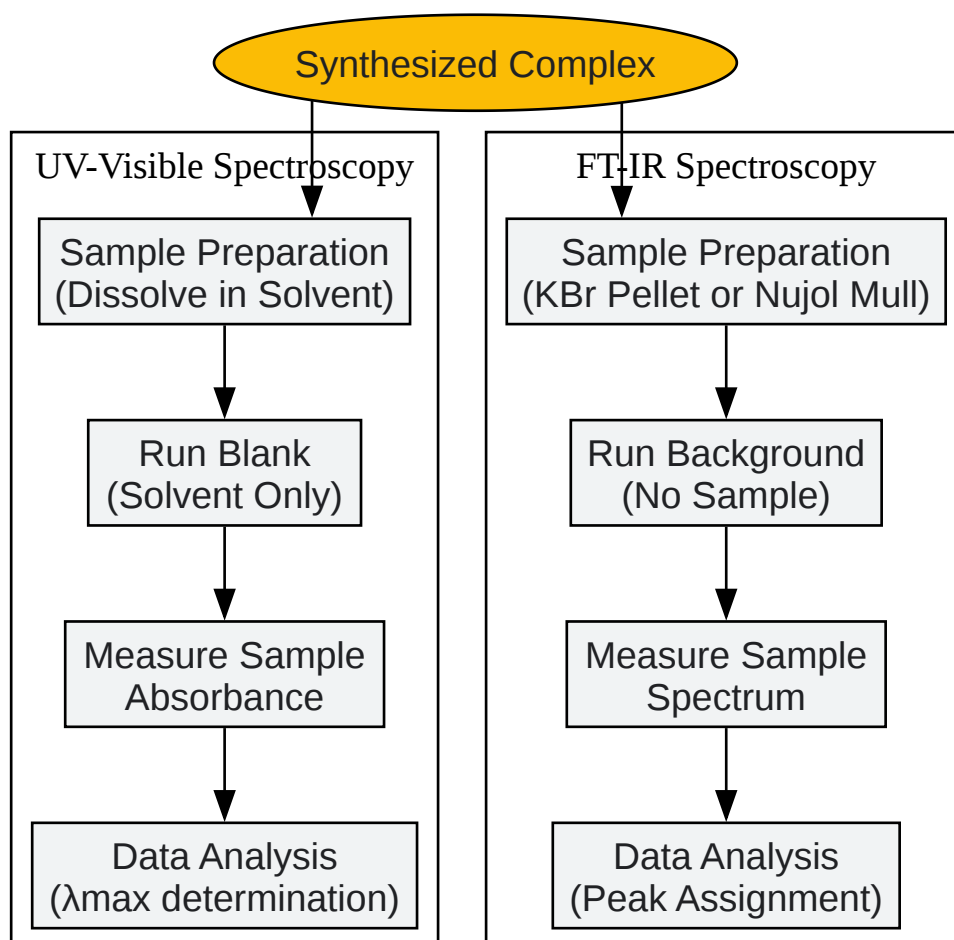 Synthesized Complex
UV-Visible Spectroscopy
Sample Preparation
(Dissolve in Solvent)
Run Blank
(Solvent Only)
Measure Sample
Absorbance
Data Analysis
(λmax determination)
FT-IR Spectroscopy
Sample Preparation
(KBr Pellet or Nujol Mull)
Run Background
(No Sample)
Measure Sample
Spectrum
Data Analysis
(Peak Assignment)